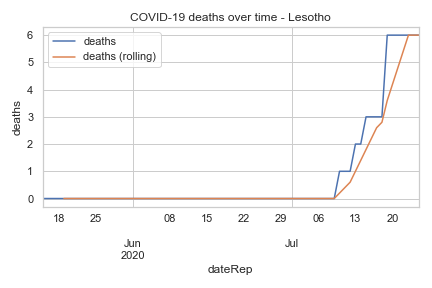 COVID-19 deaths over time - Lesotho
deaths
deaths (rolling)
deaths
6
5
4
3
2
1
0
18 25 08 15 22 29 06 13 20
Jun Jul
2020
dateRep